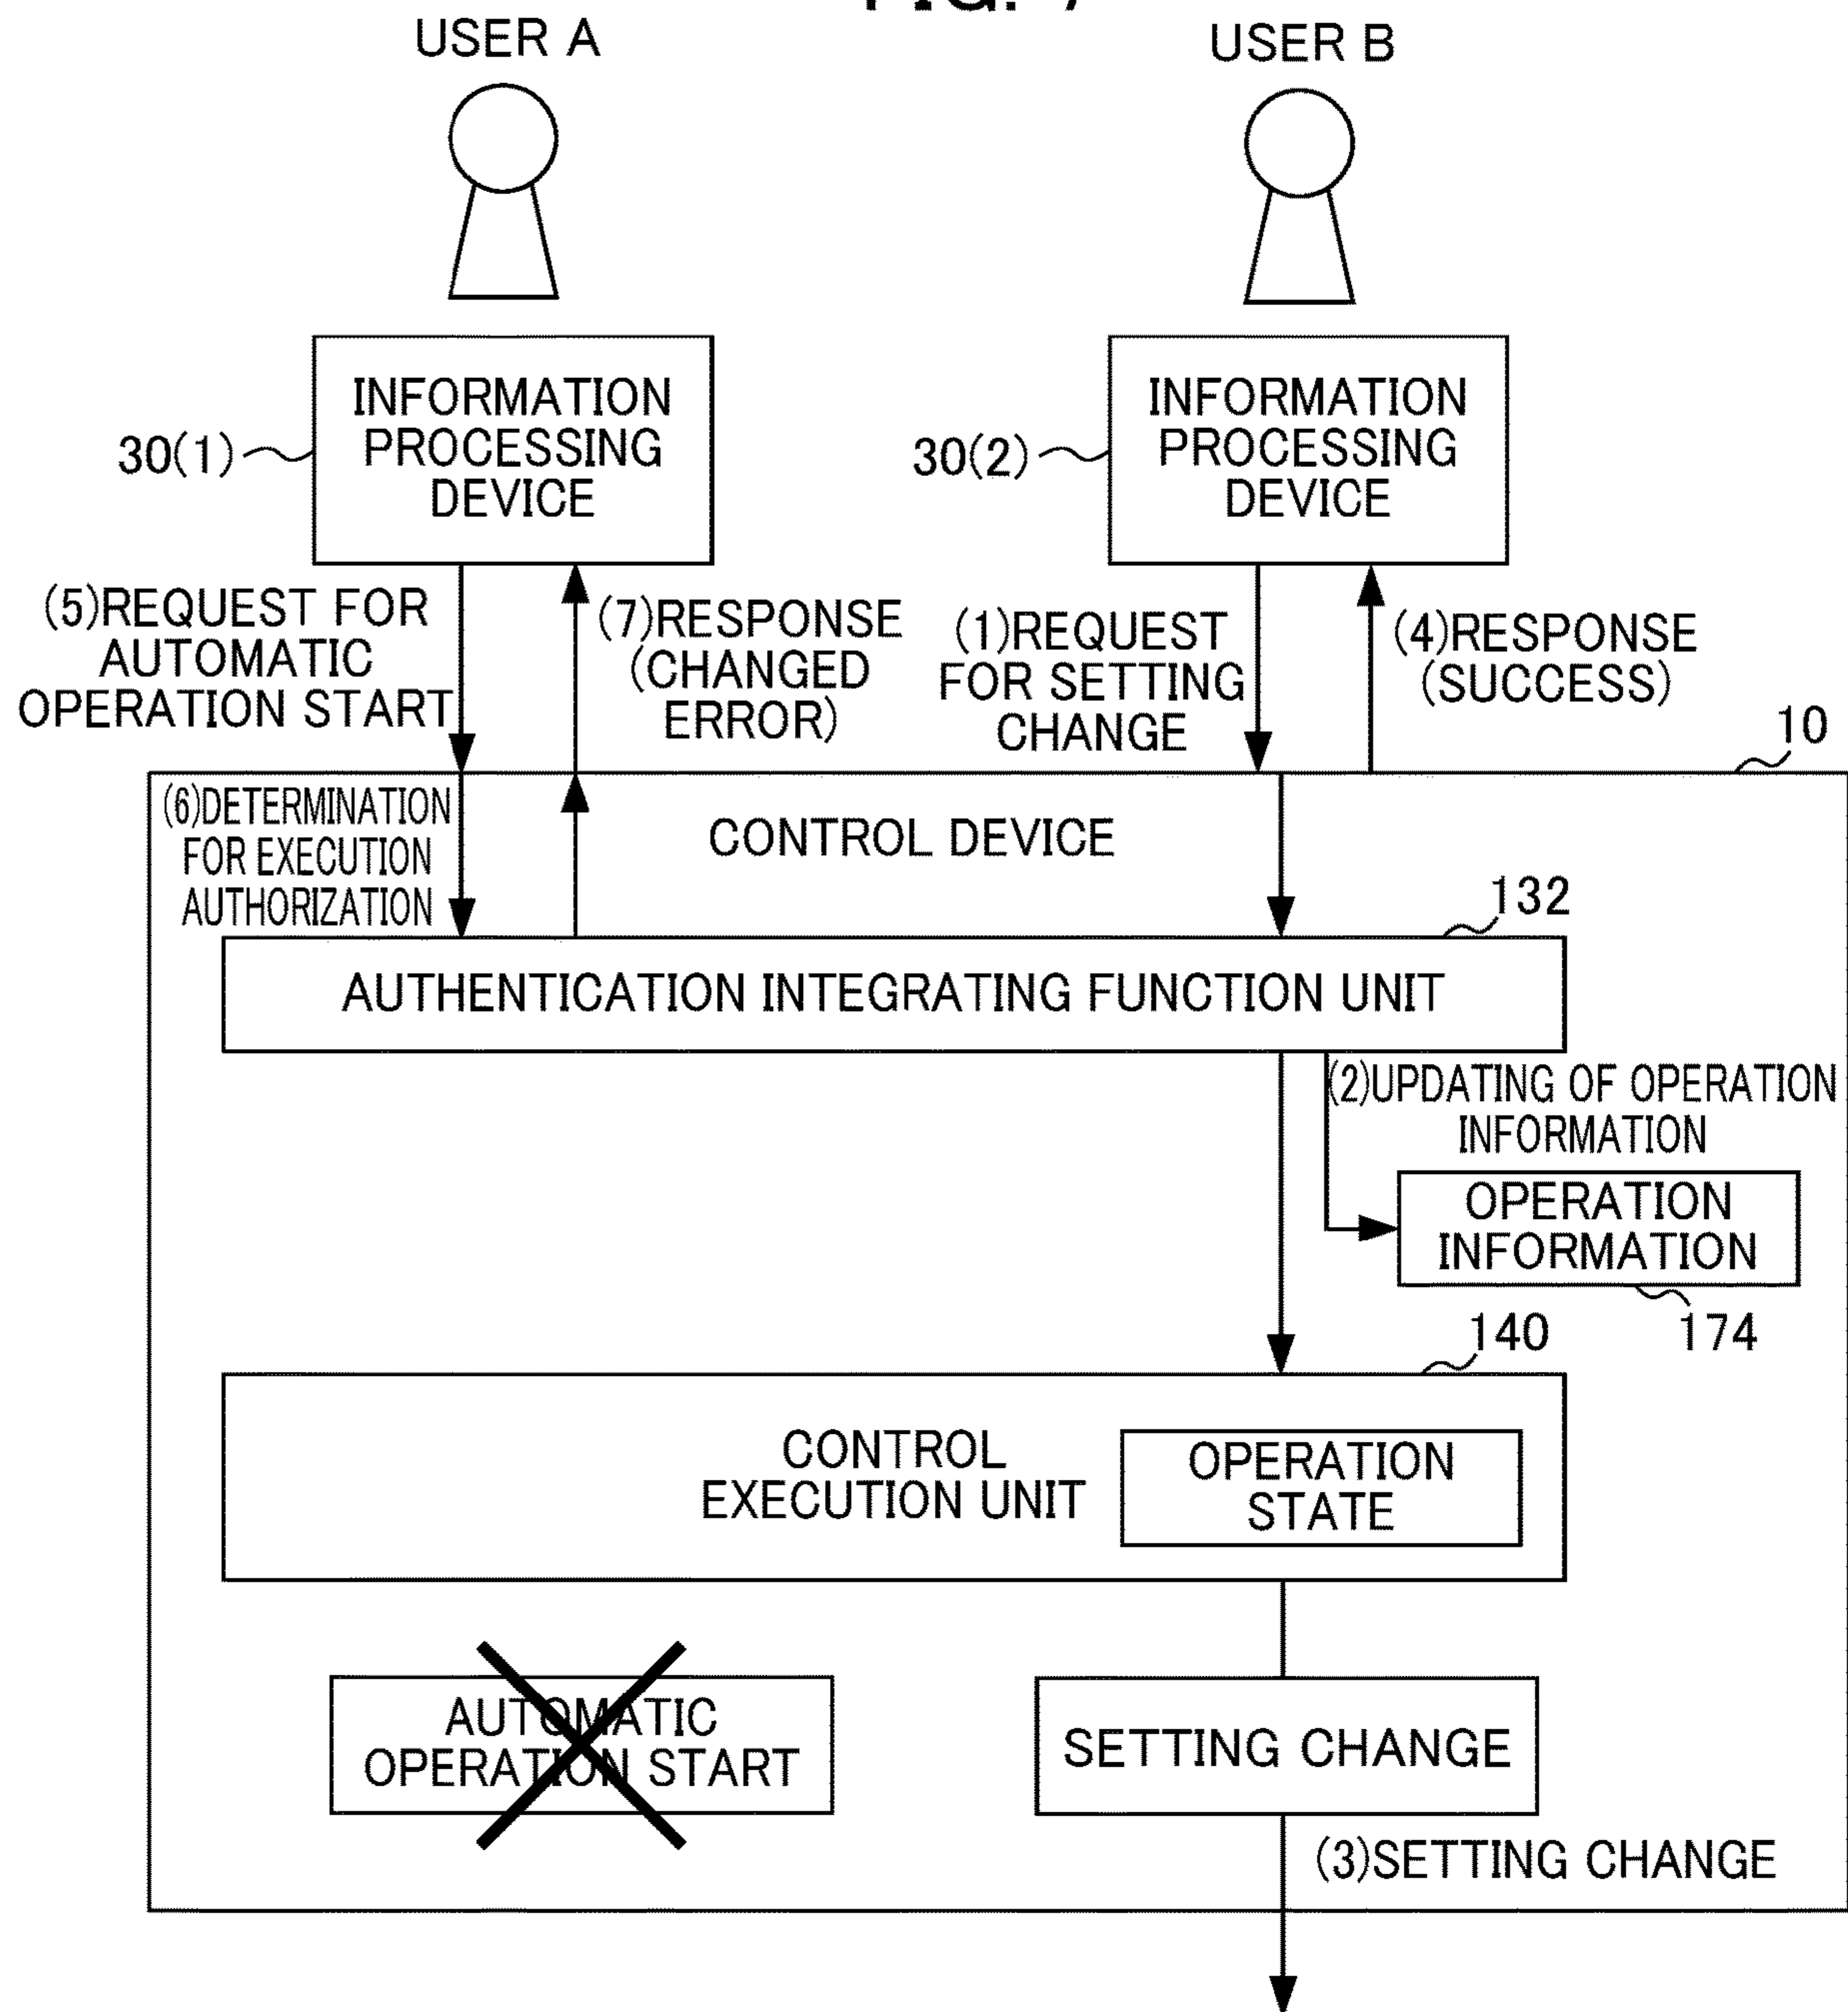 USER A
USER B
INFORMATION
PROCESSING
DEVICE
30(1)
INFORMATION
PROCESSING
DEVICE
30(2)
(5)REQUEST FOR
AUTOMATIC
OPERATION START
(7)RESPONSE
(CHANGED
ERROR)
(1)REQUEST
FOR SETTING
CHANGE
(4)RESPONSE
(SUCCESS)
10
(6)DETERMINATION
FOR EXECUTION
AUTHORIZATION
CONTROL DEVICE
132
AUTHENTICATION INTEGRATING FUNCTION UNIT
(2)UPDATING OF OPERATION
INFORMATION
OPERATION
INFORMATION
174
140
CONTROL
EXECUTION UNIT
OPERATION
STATE
AUTOMATIC
OPERATION START
SETTING CHANGE
(3)SETTING CHANGE